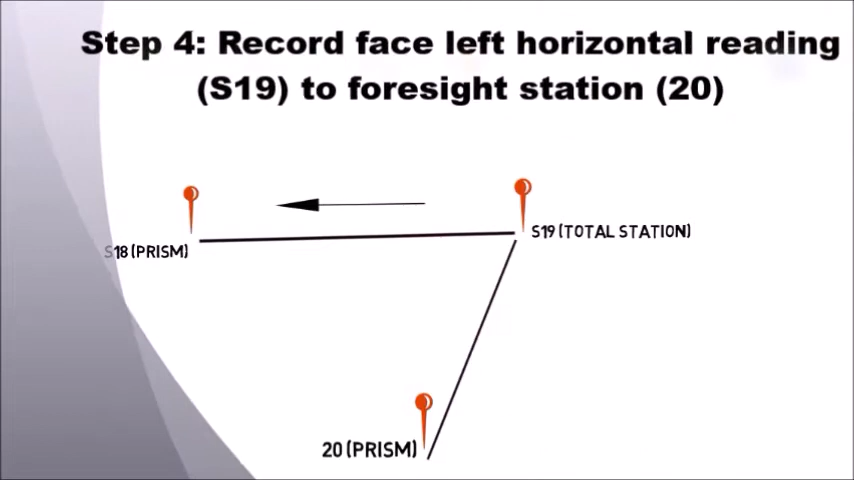 Step 4: Record face left horizontal reading
(S19) to foresight station (20)
S19 (TOTAL STATION)
S18 (PRISM)
20 (PRISM)